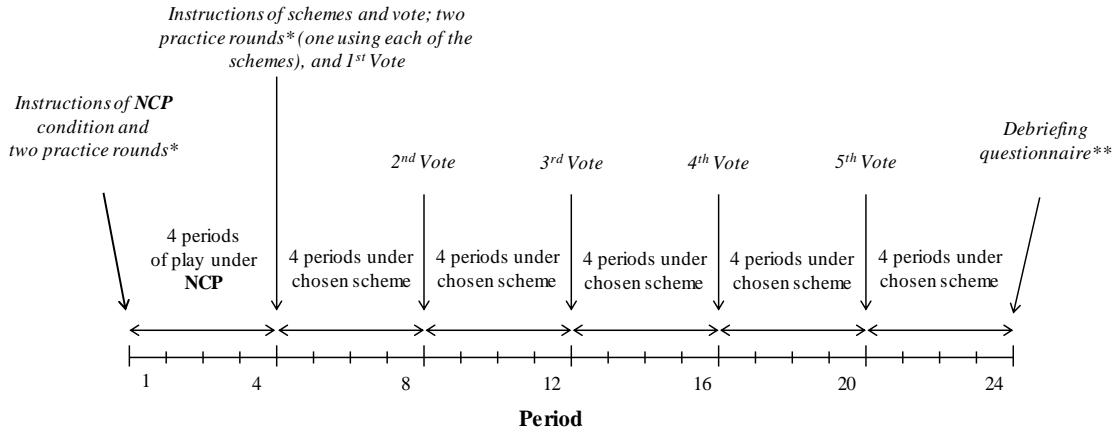 Instructions of schemes and vote; two
practice rounds* (one using each of the
schemes), and 1st Vote
Instructions of NCP
condition and
two practice rounds*
Debriefing
questionnaire**
2nd Vote
3rd Vote
4th Vote
5th Vote
4 periods
of play under
NCP
4 periods under
chosen scheme
4 periods under
chosen scheme
4 periods under
chosen scheme
4 periods under
chosen scheme
4 periods under
chosen scheme
1
4
8
12
16
20
24
Period